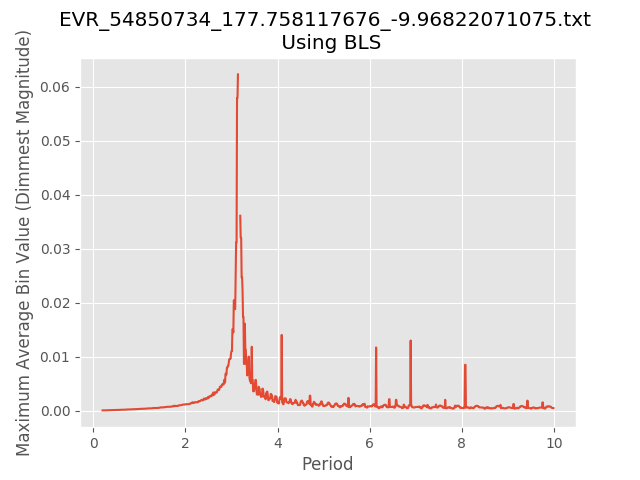 EVR_54850734_177.758117676_-9.96822071075.txt
Using BLS
Maximum Average Bin Value (Dimmest Magnitude)
0.06
0.05
0.04
0.03
0.02
0.01
0.00
0 2 4 6 8 10
Period